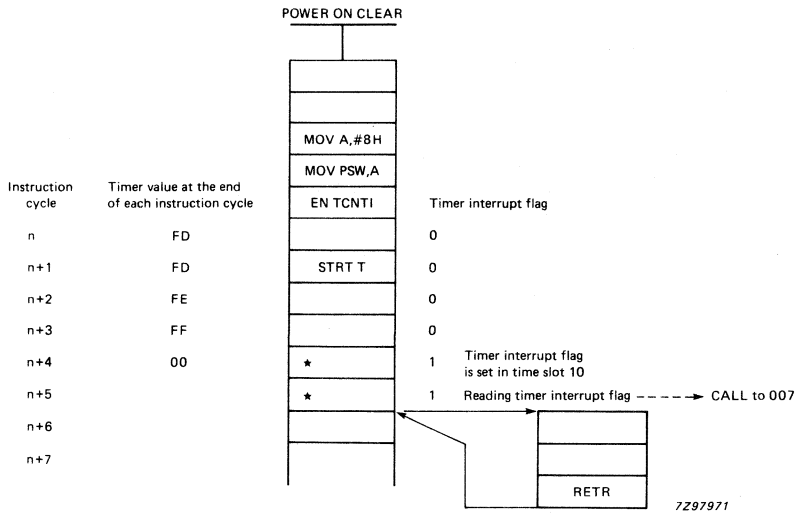 POWER ON CLEAR
MOV A,#8H
MOV PSW,A
Instruction cycle
Timer value at the end of each instruction cycle
EN TCNTI
Timer interrupt flag
n FD 0
n+1 FD STRT T 0
n+2 FE 0
n+3 FF 0
n+4 00 ★ 1 Timer interrupt flag is set in time slot 10
n+5 ★ 1 Reading timer interrupt flag CALL to 007
n+6
n+7
RETR
7Z97971